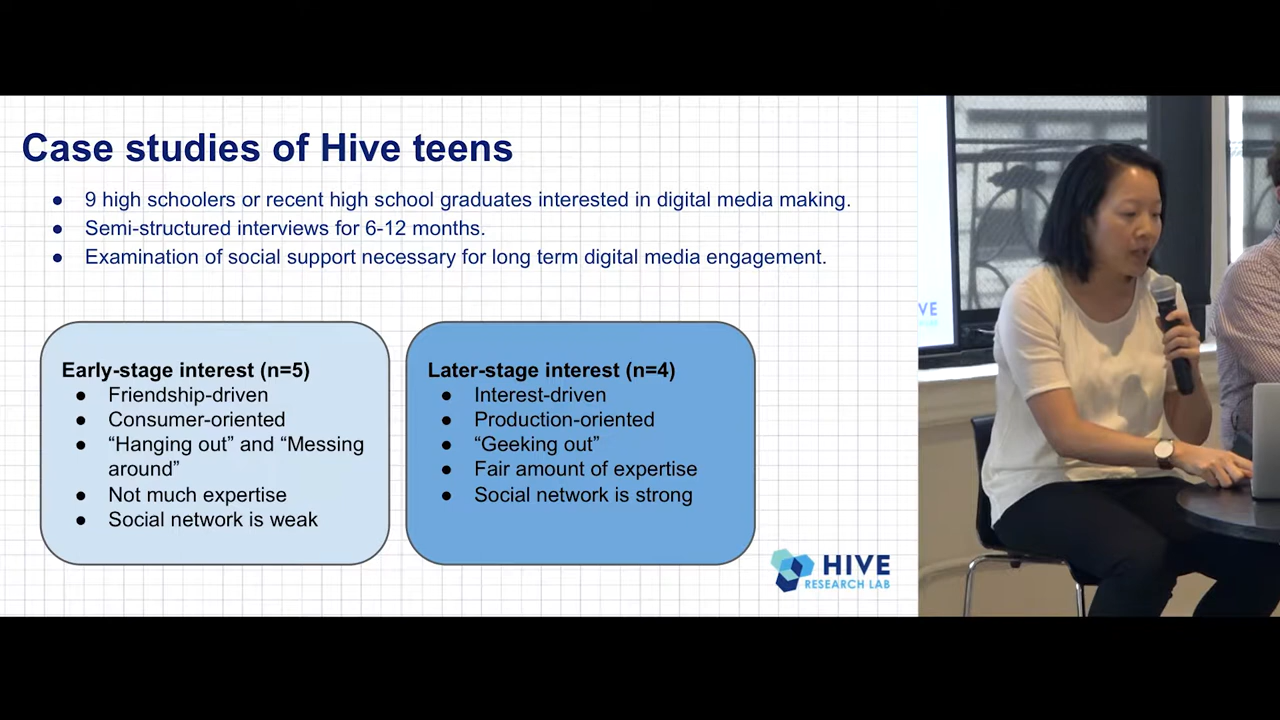 Case studies of Hive teens
● 9 high schoolers or recent high school graduates interested in digital media making.
● Semi-structured interviews for 6-12 months.
● Examination of social support necessary for long term digital media engagement.
Early-stage interest (n=5)
● Friendship-driven
● Consumer-oriented
● “Hanging out” and “Messing
around”
● Not much expertise
● Social network is weak
Later-stage interest (n=4)
● Interest-driven
● Production-oriented
● “Geeking out”
● Fair amount of expertise
● Social network is strong
HIVE
RESEARCH LAB
VE